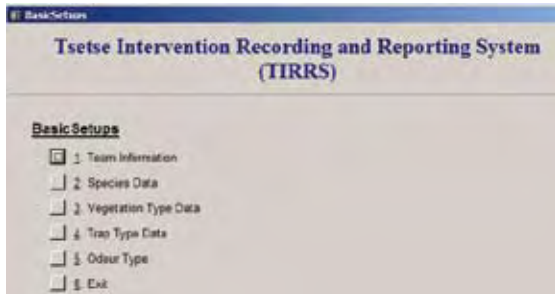 BasicSetups
Tsetse Intervention Recording and Reporting System
(TIRRS)
BasicSetups
1. Team Information
2. Species Data
3. Vegetation Type Data
4. Trap Type Data
5. Odour Type
6. Exit